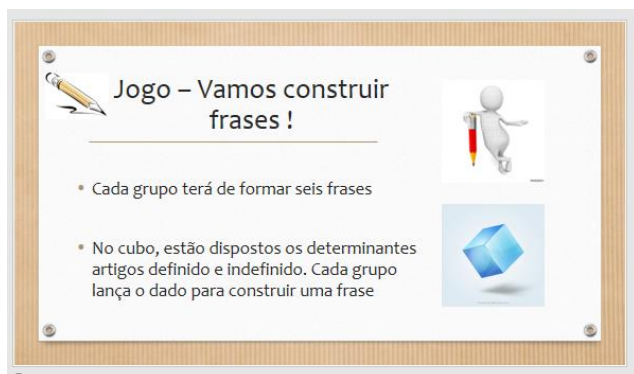 Jogo – Vamos construir
frases !
• Cada grupo terá de formar seis frases
• No cubo, estão dispostos os determinantes
artigos definido e indefinido. Cada grupo
lança o dado para construir uma frase